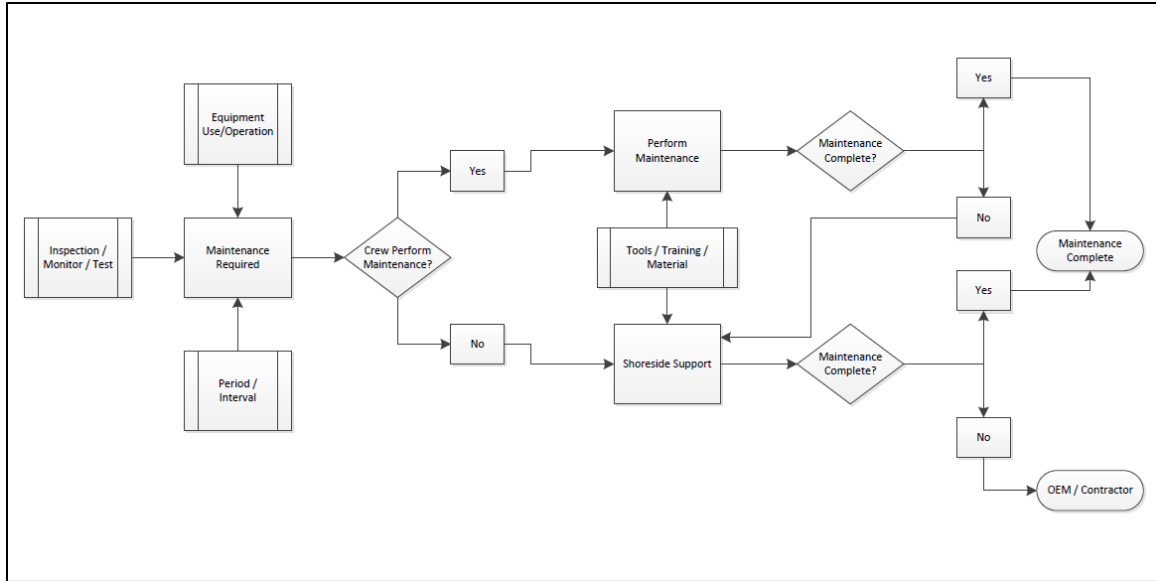 Equipment
Use/Operation
Inspection /
Monitor / Test
Maintenance
Required
Period /
Interval
Crew Perform
Maintenance?
Yes
No
Perform
Maintenance
Tools / Training /
Material
Shoreside Support
Maintenance
Complete?
Yes
No
Maintenance
Complete?
Yes
No
Maintenance
Complete
OEM / Contractor